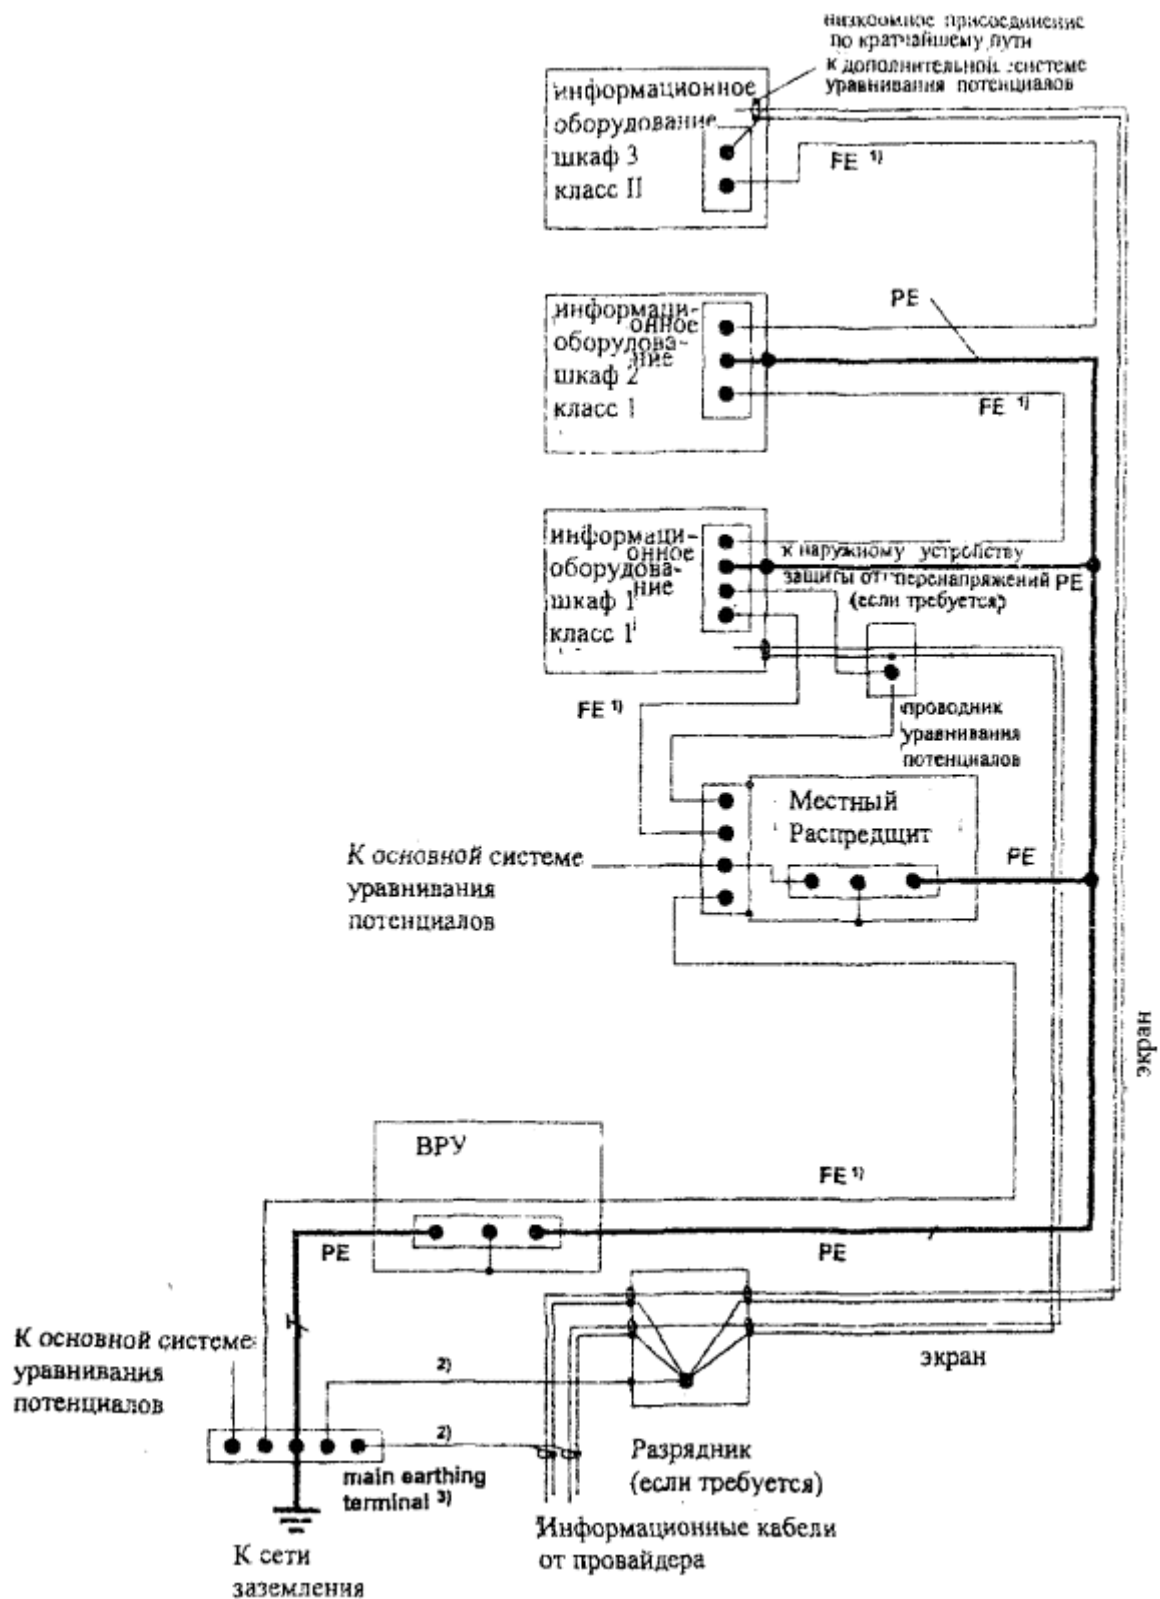 низкоомное присоединение
по кратчайшему пути
к дополнительной системе
уравнивания потенциалов
информационное
оборудование
шкаф 3
класс II
FE 1)
PE
информаци-
онное
оборудова-
ние
шкаф 2
класс 1
FE 1)
информаци-
онное
оборудова-
ние
шкаф 1
класс 1
к наружному устройству
защиты от перенапряжений PE
(если требуется)
FE 1)
проводник
уравнивания
потенциалов
Местный
Распредщит
К основной системе
уравнивания
потенциалов
PE
экран
ВРУ
FE 1)
PE
PE
К основной системе
уравнивания
потенциалов
2)
экран
2)
main earthing
terminal 3)
Разрядник
(если требуется)
Информационные кабели
от провайдера
К сети
заземления